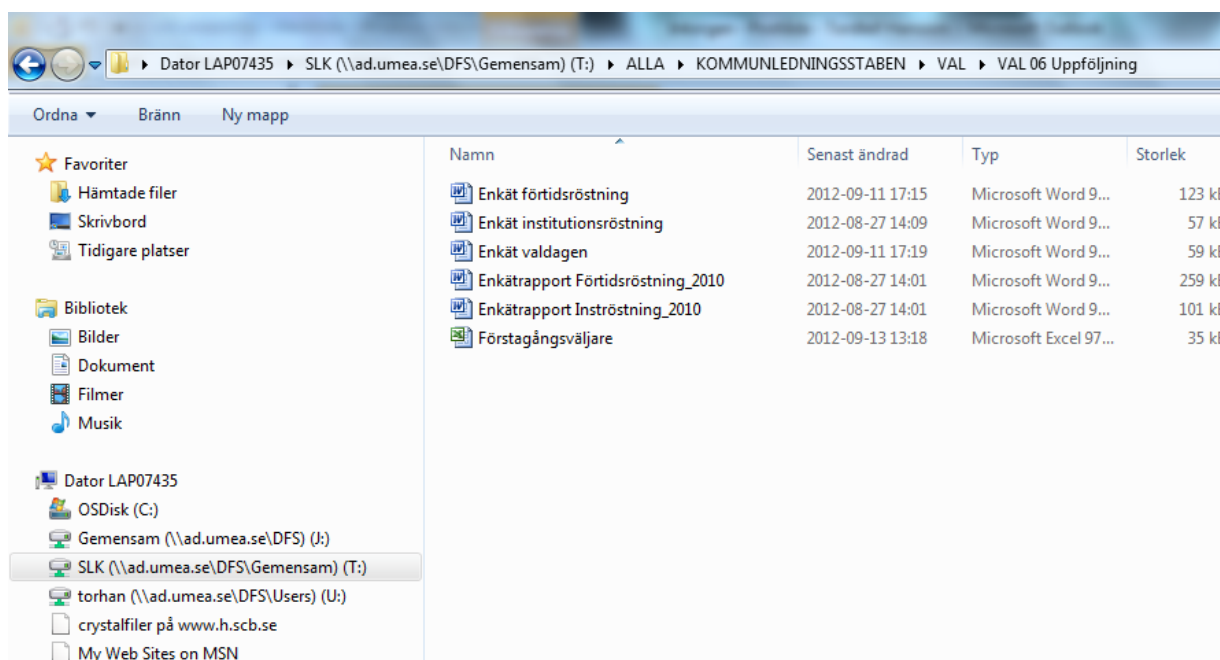 Dator LAP07435 SLK (\\ad.umea.se\DFS\Gemensam) (T:) ALLA KOMMUNLEDNINGSSTABEN VAL VAL 06 Uppföljning
Ordna Bränn Ny mapp
Favoriter
Hämtade filer
Skrivbord
Tidigare platser
Bibliotek
Bilder
Dokument
Filmer
Musik
Dator LAP07435
OSDisk (C:)
Gemensam (\\ad.umea.se\DFS) (J:)
SLK (\\ad.umea.se\DFS\Gemensam) (T:)
torhan (\\ad.umea.se\DFS\Users) (U:)
crystalfiler på www.h.scb.se
My Web Sites on MSN
Namn Senast ändrad Typ Storlek
Enkät förtidsröstning 2012-09-11 17:15 Microsoft Word 9... 123 k
Enkät institutionsröstning 2012-08-27 14:09 Microsoft Word 9... 57 k
Enkät valdagen 2012-09-11 17:19 Microsoft Word 9... 59 k
Enkätrapport Förtidsröstning_2010 2012-08-27 14:01 Microsoft Word 9... 259 k
Enkätrapport Inströstning_2010 2012-08-27 14:01 Microsoft Word 9... 101 k
Förstagångsväljare 2012-09-13 13:18 Microsoft Excel 97... 35 k